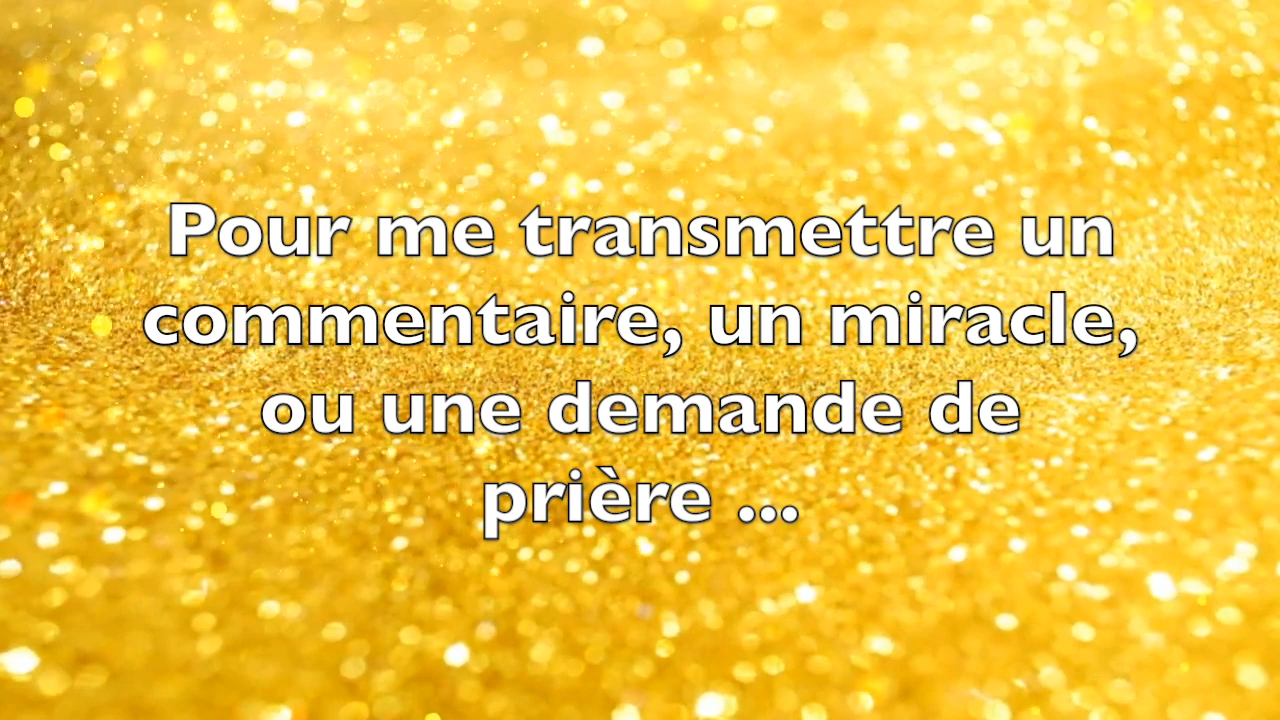 Pour me transmettre un
commentaire, un miracle,
ou une demande de
prière ...